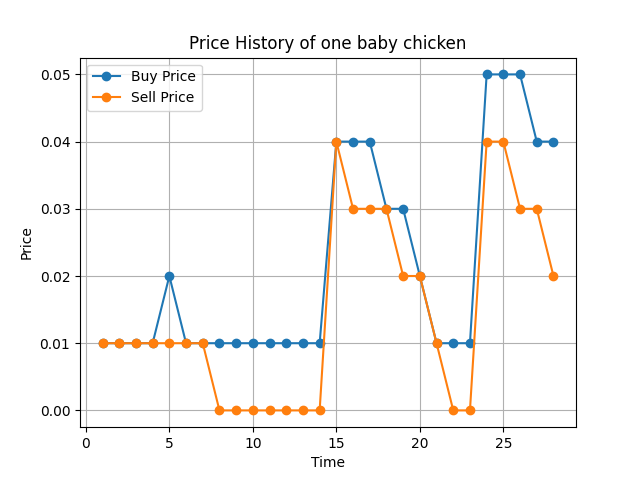 Price History of one baby chicken
Buy Price
Sell Price
0.05
0.04
0.03
0.02
0.01
0.00
Price
0 5 10 15 20 25
Time